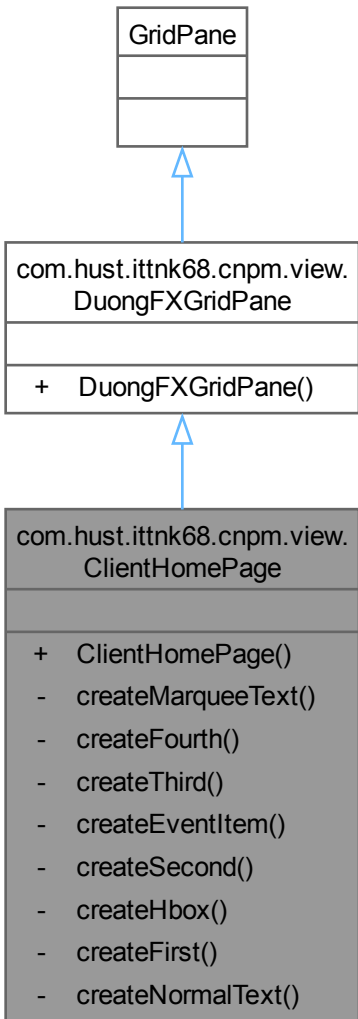 GridPane
com.hust.ittnk68.cnpm.view.
DuongFXGridPane
+ DuongFXGridPane()
com.hust.ittnk68.cnpm.view.
ClientHomePage
+ ClientHomePage()
- createMarqueeText()
- createFourth()
- createThird()
- createEventItem()
- createSecond()
- createHbox()
- createFirst()
- createNormalText()